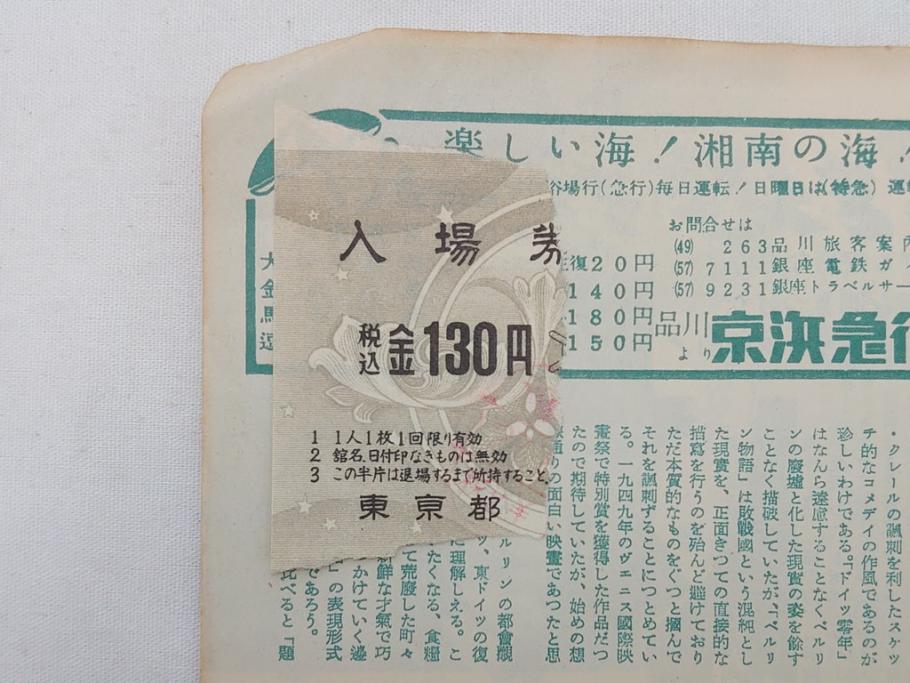 楽しい海!湘南の海!
谷場行(急行)毎日運転!日曜日は(特急)運
お問合せは
(49) 263品川旅客案内
(57) 7111銀座電鉄ガ
(57) 9231銀座トラベルサー
復20円
140円
180円
150円
品川より京浜急行
大
金
馬
逗
入場券
税込金130円
1 1人1枚1回限り有効
2 館名、日付印なきものは無効
3 この半片は退場するまで所持すること。
東京都
・クレールの諷刺を利したスケッ
チ的なコメデイの作風であるのが
珍しいわけである。「ドイツ零年」
はなんら遠慮することなくベルリ
ンの廢墟と化した現実の姿を餘す
ことなく描破していたが、「ベルリ
ン物語」は敗戰國という混純とし
た現實を、正面きつての直接的な
描寫を行うのを殆んど避けており
ただ本質的なものをぐつと摑んで
それを諷刺することにつとめてい
る。一九四九年のヴェニス國際映
畫祭で特別賞を獲得した作品だつ
たので期待していたが、始めの想
通りの面白い映畫であつたと思
ルリンの都會觀
ツ、東ドイツの復
に理解しえる。こ
いたくなる、食糧
て荒廢した町々
新鮮な才氣で巧
かけていく邊
」の表現形式
であろう。
比べると「題